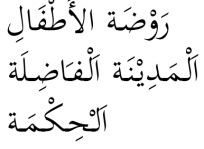 رَوْضَة الأَطْفَالِ
اَلْمَدِيْنَة اَلْفَاضِلَة
اَلْحِكْمَة